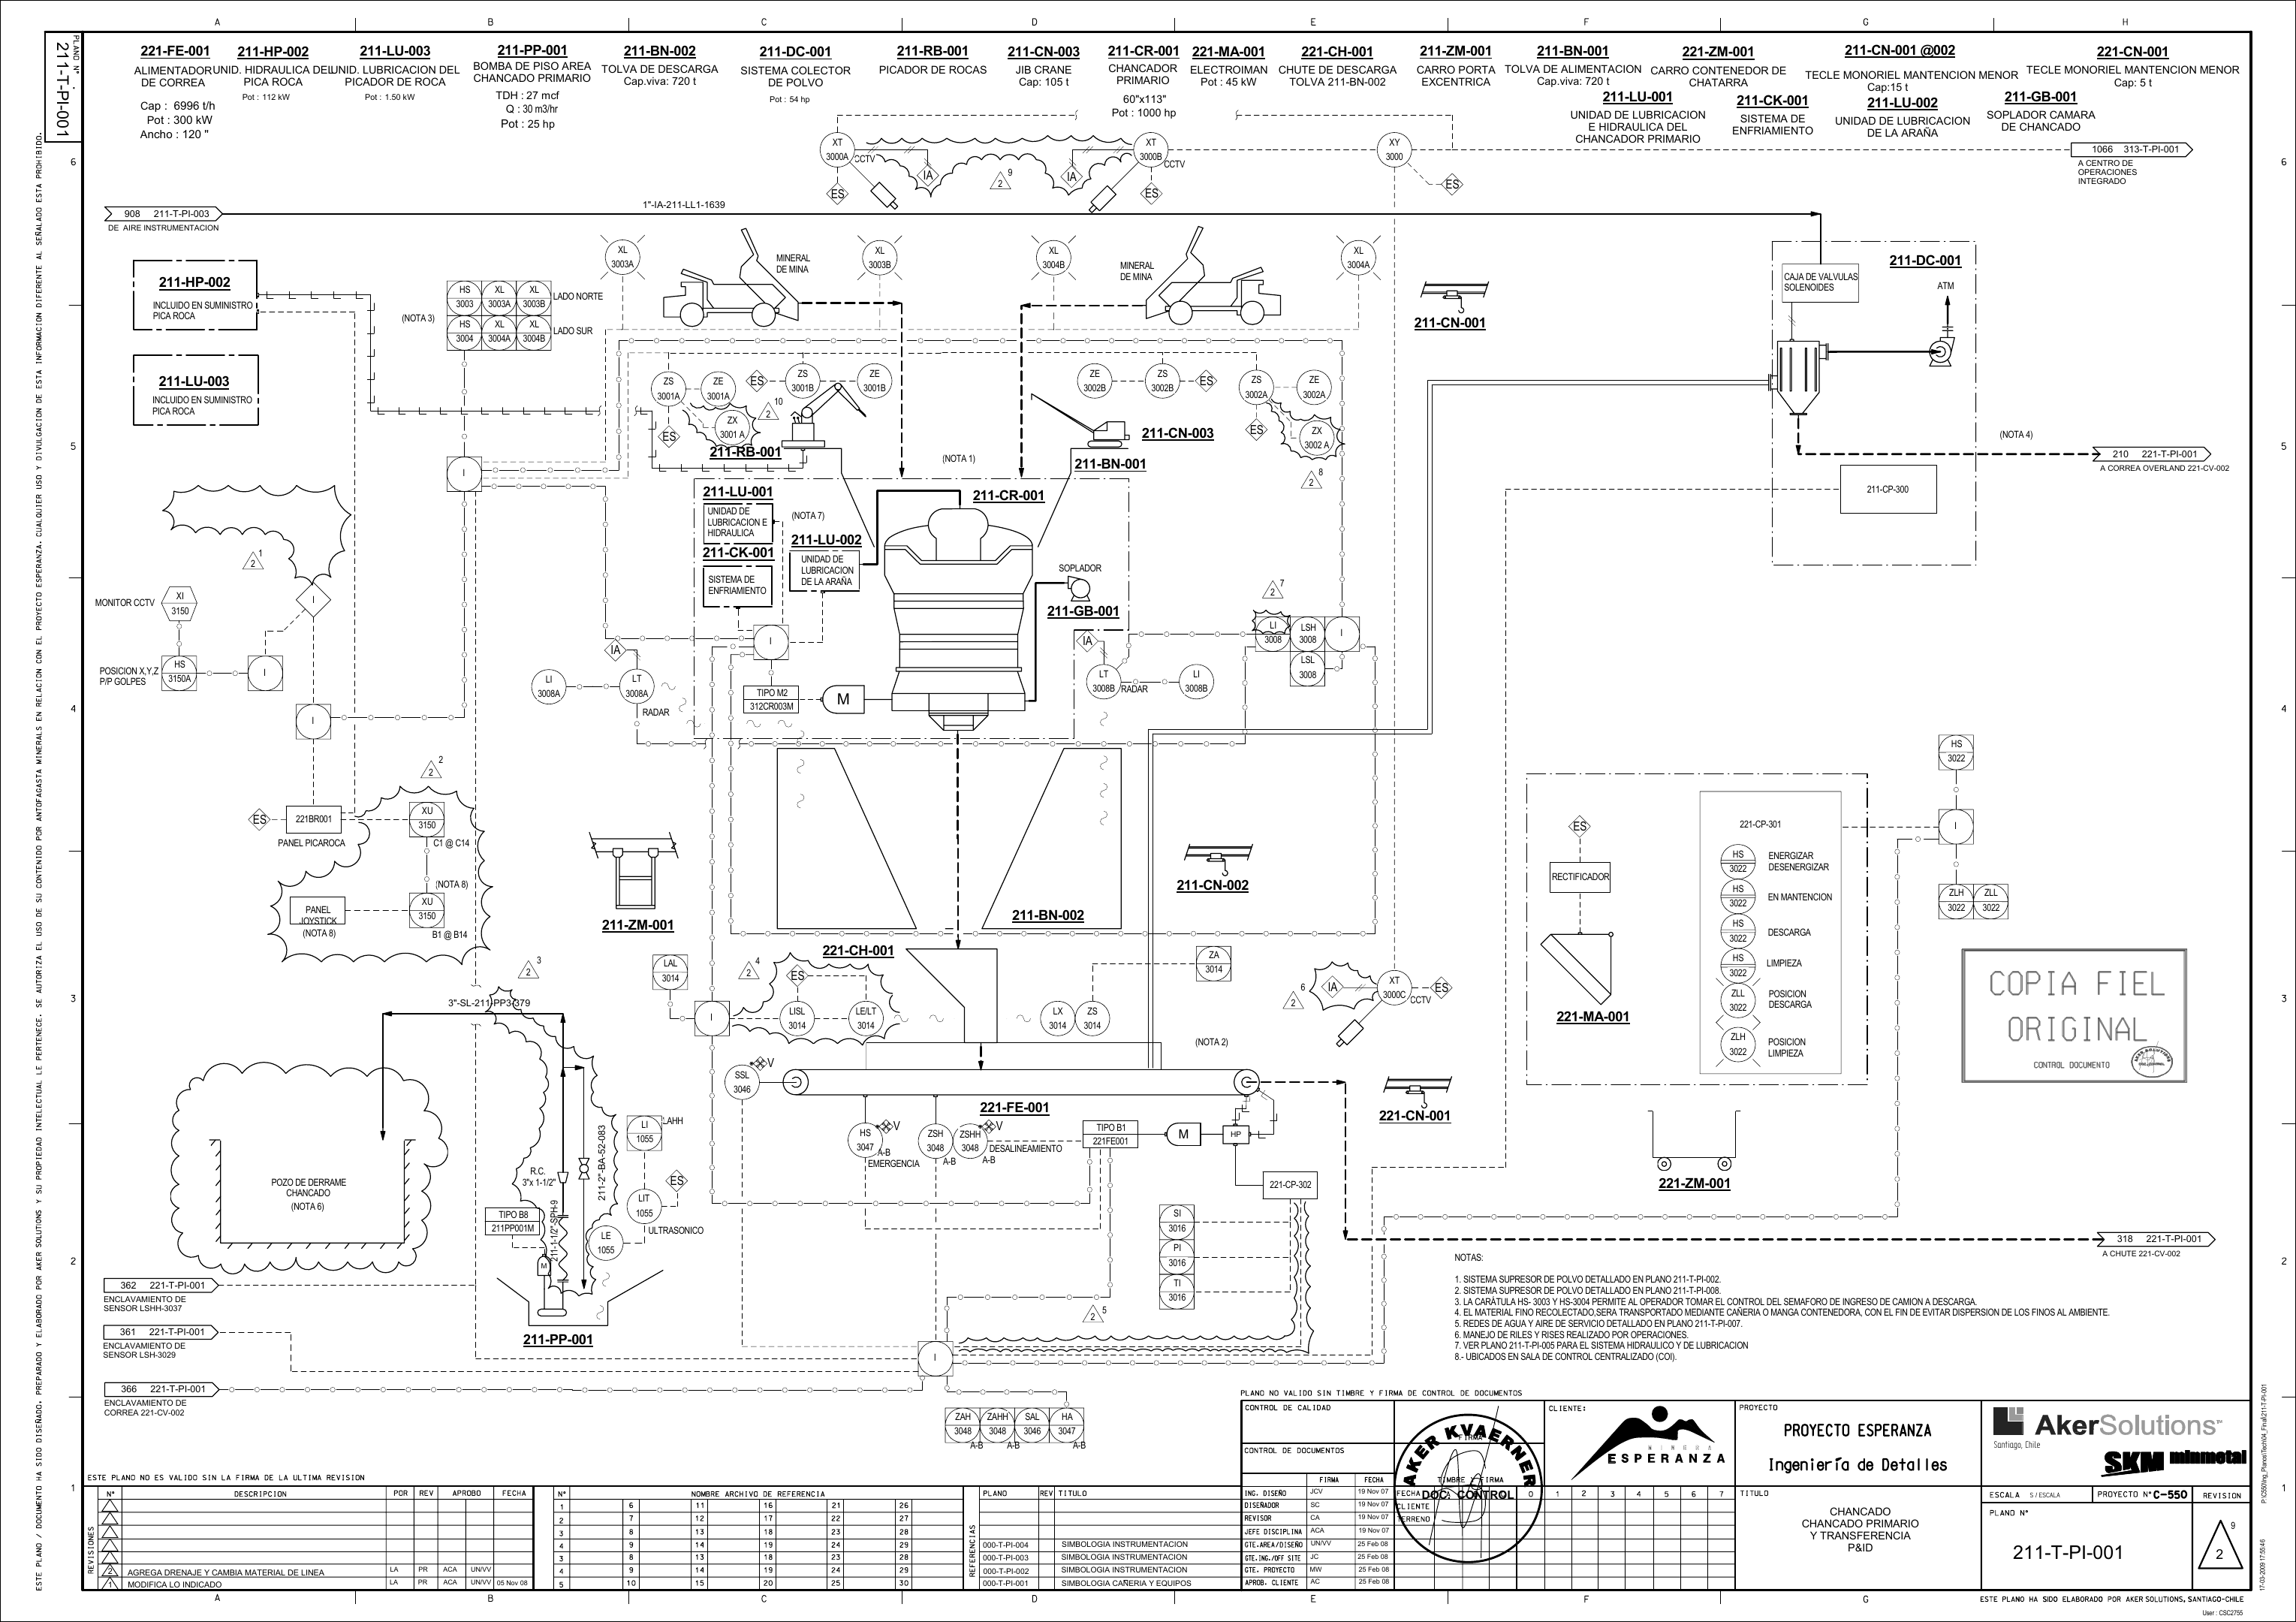 A B C D E F G H
PLANO N°.
211-T-PI-001
221-FE-001
ALIMENTADOR
DE CORREA
Cap : 6996 t/h
Pot : 300 kW
Ancho : 120 "
211-HP-002
UNID. HIDRAULICA DEL
PICA ROCA
Pot : 112 kW
211-LU-003
UNID. LUBRICACION DEL
PICADOR DE ROCA
Pot : 1.50 kW
211-PP-001
BOMBA DE PISO AREA
CHANCADO PRIMARIO
TDH : 27 mcf
Q : 30 m3/hr
Pot : 25 hp
211-BN-002
TOLVA DE DESCARGA
Cap.viva: 720 t
211-DC-001
SISTEMA COLECTOR
DE POLVO
Pot : 54 hp
211-RB-001
PICADOR DE ROCAS
211-CN-003
JIB CRANE
Cap: 105 t
211-CR-001
CHANCADOR
PRIMARIO
60"x113"
Pot : 1000 hp
221-MA-001
ELECTROIMAN
Pot : 45 kW
221-CH-001
CHUTE DE DESCARGA
TOLVA 211-BN-002
211-ZM-001
CARRO PORTA
EXCENTRICA
211-BN-001
TOLVA DE ALIMENTACION
Cap.viva: 720 t
211-LU-001
UNIDAD DE LUBRICACION
E HIDRAULICA DEL
CHANCADOR PRIMARIO
221-ZM-001
CARRO CONTENEDOR DE
CHATARRA
211-CK-001
SISTEMA DE
ENFRIAMIENTO
211-CN-001 @002
TECLE MONORIEL MANTENCION MENOR
Cap:15 t
211-LU-002
UNIDAD DE LUBRICACION
DE LA ARAÑA
221-CN-001
TECLE MONORIEL MANTENCION MENOR
Cap: 5 t
211-GB-001
SOPLADOR CAMARA
DE CHANCADO
XT 3000A CCTV
ES
IA
2 9
IA
XT 3000B CCTV
ES
XY 3000
ES
1066 313-T-PI-001
A CENTRO DE
OPERACIONES
INTEGRADO
908 211-T-PI-003
DE AIRE INSTRUMENTACION
1"-IA-211-LL1-1639
211-HP-002
INCLUIDO EN SUMINISTRO
PICA ROCA
211-LU-003
INCLUIDO EN SUMINISTRO
PICA ROCA
(NOTA 3)
HS 3003 XL 3003A XL 3003B LADO NORTE
HS 3004 XL 3004A XL 3004B LADO SUR
XL 3003A
MINERAL
DE MINA
XL 3003B
XL 3004B
MINERAL
DE MINA
XL 3004A
211-CN-001
CAJA DE VALVULAS
SOLENOIDES
211-DC-001
ATM
ZS 3001A
ZE 3001A
ES
ZS 3001B
ZE 3001B
ZX 3001 A
2 10
ES
211-RB-001
ZE 3002B
ZS 3002B
ES
ZS 3002A
ZE 3002A
ES
ZX 3002 A
2 8
211-CN-003
211-BN-001
(NOTA 1)
(NOTA 4)
210 221-T-PI-001
A CORREA OVERLAND 221-CV-002
211-CP-300
I
211-LU-001
UNIDAD DE
LUBRICACION E
HIDRAULICA
(NOTA 7)
211-CK-001
SISTEMA DE
ENFRIAMIENTO
211-LU-002
UNIDAD DE
LUBRICACION
DE LA ARAÑA
211-CR-001
SOPLADOR
211-GB-001
2 1
I
MONITOR CCTV
XI 3150
POSICION X,Y,Z
P/P GOLPES
HS 3150A
I
I
I
TIPO M2
312CR003M
M
IA
LI 3008A
LT 3008A
RADAR
IA
LT 3008B RADAR
LI 3008B
2 7
LI 3008 LSH 3008 I
LSL 3008
2 2
ES
221BR001
PANEL PICAROCA
XU 3150
C1 @ C14
(NOTA 8)
XU 3150
B1 @ B14
PANEL
JOYSTICK
(NOTA 8)
211-ZM-001
211-BN-002
211-CN-002
ES
RECTIFICADOR
221-MA-001
221-CP-301
HS 3022 ENERGIZAR
DESENERGIZAR
HS 3022 EN MANTENCION
HS 3022 DESCARGA
HS 3022 LIMPIEZA
ZLL 3022 POSICION
DESCARGA
ZLH 3022 POSICION
LIMPIEZA
HS 3022
I
ZLH 3022 ZLL 3022
COPIA FIEL
ORIGINAL
CONTROL DOCUMENTO
2 3
3"-SL-211-PP3-379
LAL 3014
2 4
221-CH-001
ES
I
LISL 3014
LE/LT 3014
LX 3014 ZS 3014
ZA 3014
2 6
IA
XT 3000C CCTV
ES
(NOTA 2)
SSL 3046
V
221-FE-001
221-CN-001
HS 3047 V
A-B
EMERGENCIA
ZSH 3048
A-B
ZSHH 3048 V
A-B
DESALINEAMIENTO
TIPO B1
221FE001
M
HP
221-CP-302
221-ZM-001
LI 1055 LAHH
LIT 1055
ES
ULTRASONICO
LE 1055
R.C.
3"x 1-1/2"
211-2"-BA-52-083
211-1-1/2"-SPH-9
TIPO B8
211PP001M
M
211-PP-001
POZO DE DERRAME
CHANCADO
(NOTA 6)
SI 3016
PI 3016
TI 3016
2 5
318 221-T-PI-001
A CHUTE 221-CV-002
362 221-T-PI-001
ENCLAVAMIENTO DE
SENSOR LSHH-3037
361 221-T-PI-001
ENCLAVAMIENTO DE
SENSOR LSH-3029
366 221-T-PI-001
ENCLAVAMIENTO DE
CORREA 221-CV-002
I
ZAH 3048 ZAHH 3048 SAL 3046 HA 3047
A-B A-B A-B
NOTAS:
1. SISTEMA SUPRESOR DE POLVO DETALLADO EN PLANO 211-T-PI-002.
2. SISTEMA SUPRESOR DE POLVO DETALLADO EN PLANO 211-T-PI-008.
3. LA CARÁTULA HS- 3003 Y HS-3004 PERMITE AL OPERADOR TOMAR EL CONTROL DEL SEMAFORO DE INGRESO DE CAMION A DESCARGA.
4. EL MATERIAL FINO RECOLECTADO,SERA TRANSPORTADO MEDIANTE CAÑERIA O MANGA CONTENEDORA, CON EL FIN DE EVITAR DISPERSION DE LOS FINOS AL AMBIENTE.
5. REDES DE AGUA Y AIRE DE SERVICIO DETALLADO EN PLANO 211-T-PI-007.
6. MANEJO DE RILES Y RISES REALIZADO POR OPERACIONES.
7. VER PLANO 211-T-PI-005 PARA EL SISTEMA HIDRAULICO Y DE LUBRICACION
8.- UBICADOS EN SALA DE CONTROL CENTRALIZADO (COI).
PLANO NO VALIDO SIN TIMBRE Y FIRMA DE CONTROL DE DOCUMENTOS
ESTE PLANO NO ES VALIDO SIN LA FIRMA DE LA ULTIMA REVISION
REVISIONES
N° DESCRIPCION POR REV APROBO FECHA
2 AGREGA DRENAJE Y CAMBIA MATERIAL DE LINEA LA PR ACA UN/VV
1 MODIFICA LO INDICADO LA PR ACA UN/VV 05 Nov 08
N° NOMBRE ARCHIVO DE REFERENCIA
1 6 11 16 21 26
2 7 12 17 22 27
3 8 13 18 23 28
4 9 14 19 24 29
3 8 13 18 23 28
4 9 14 19 24 29
5 10 15 20 25 30
REFERENCIAS
PLANO REV TITULO
000-T-PI-004 SIMBOLOGIA INSTRUMENTACION
000-T-PI-003 SIMBOLOGIA INSTRUMENTACION
000-T-PI-002 SIMBOLOGIA INSTRUMENTACION
000-T-PI-001 SIMBOLOGIA CAÑERIA Y EQUIPOS
CONTROL DE CALIDAD
CONTROL DE DOCUMENTOS
FIRMA FECHA
ING. DISEÑO JCV 19 Nov 07
DISEÑADOR SC 19 Nov 07
REVISOR CA 19 Nov 07
JEFE DISCIPLINA ACA 19 Nov 07
GTE.AREA/DISEÑO UN/VV 25 Feb 08
GTE.ING./OFF SITE JC 25 Feb 08
GTE. PROYECTO MW 25 Feb 08
APROB. CLIENTE AC 25 Feb 08
AKER KVAERNER
FIRMA
TIMBRE Y FIRMA
DOC. CONTROL
FECHA 0 1 2 3 4 5 6 7
CLIENTE
TERRENO
CLIENTE:
MINERA
ESPERANZA
PROYECTO
PROYECTO ESPERANZA
Ingeniería de Detalles
TITULO
CHANCADO
CHANCADO PRIMARIO
Y TRANSFERENCIA
P&ID
AkerSolutions™
Santiago, Chile
SKM minmetal
ESCALA S / ESCALA PROYECTO N° C-550 REVISION
PLANO N°
211-T-PI-001
2 9
ESTE PLANO HA SIDO ELABORADO POR AKER SOLUTIONS, SANTIAGO-CHILE
User : CSC2755
17-03-2009 17:55:46
ESTE PLANO / DOCUMENTO HA SIDO DISEÑADO, PREPARADO Y ELABORADO POR AKER SOLUTIONS Y SU PROPIEDAD INTELECTUAL LE PERTENECE. SE AUTORIZA EL USO DE SU CONTENIDO POR ANTOFAGASTA MINERALS EN RELACION CON EL PROYECTO ESPERANZA. CUALQUIER USO Y DIVULGACION DE ESTA INFORMACION DIFERENTE AL SEÑALADO ESTA PROHIBIDO.
6 5 4 3 2 1
6 5 4 3 2 1
A B C D E F G